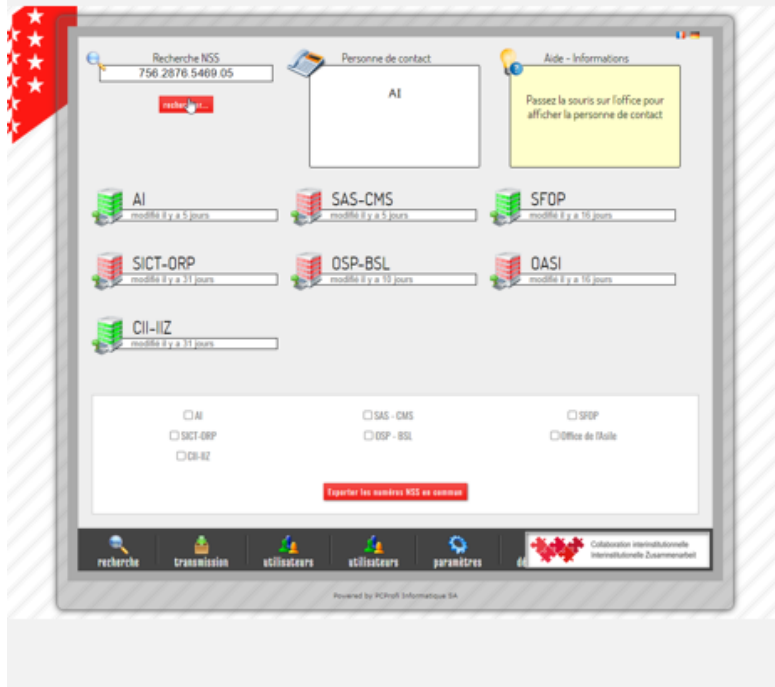 Recherche NSS
756.2876.5469.05
Personne de contact
AI
Aide - Informations
Passez la souris sur l'office pour
afficher la personne de contact
AI
modifié il y a 5 jours
SAS-CMS
modifié il y a 5 jours
SFOP
modifié il y a 16 jours
SICT-ORP
modifié il y a 31 jours
OSP-BSL
modifié il y a 10 jours
OASI
modifié il y a 16 jours
CII-IIZ
modifié il y a 31 jours
AI
SAS - CMS
SFOP
SICT-ORP
OSP - BSL
Office de l'Asile
CII-IIZ
Exporter les numéros NSS en commun
recherche
transmission
utilisateurs
utilisateurs
paramètres
Collaboration interinstitutionnelle
Interinstitutionelle Zusammenarbeit
Powered by PCProfi Informatique SA